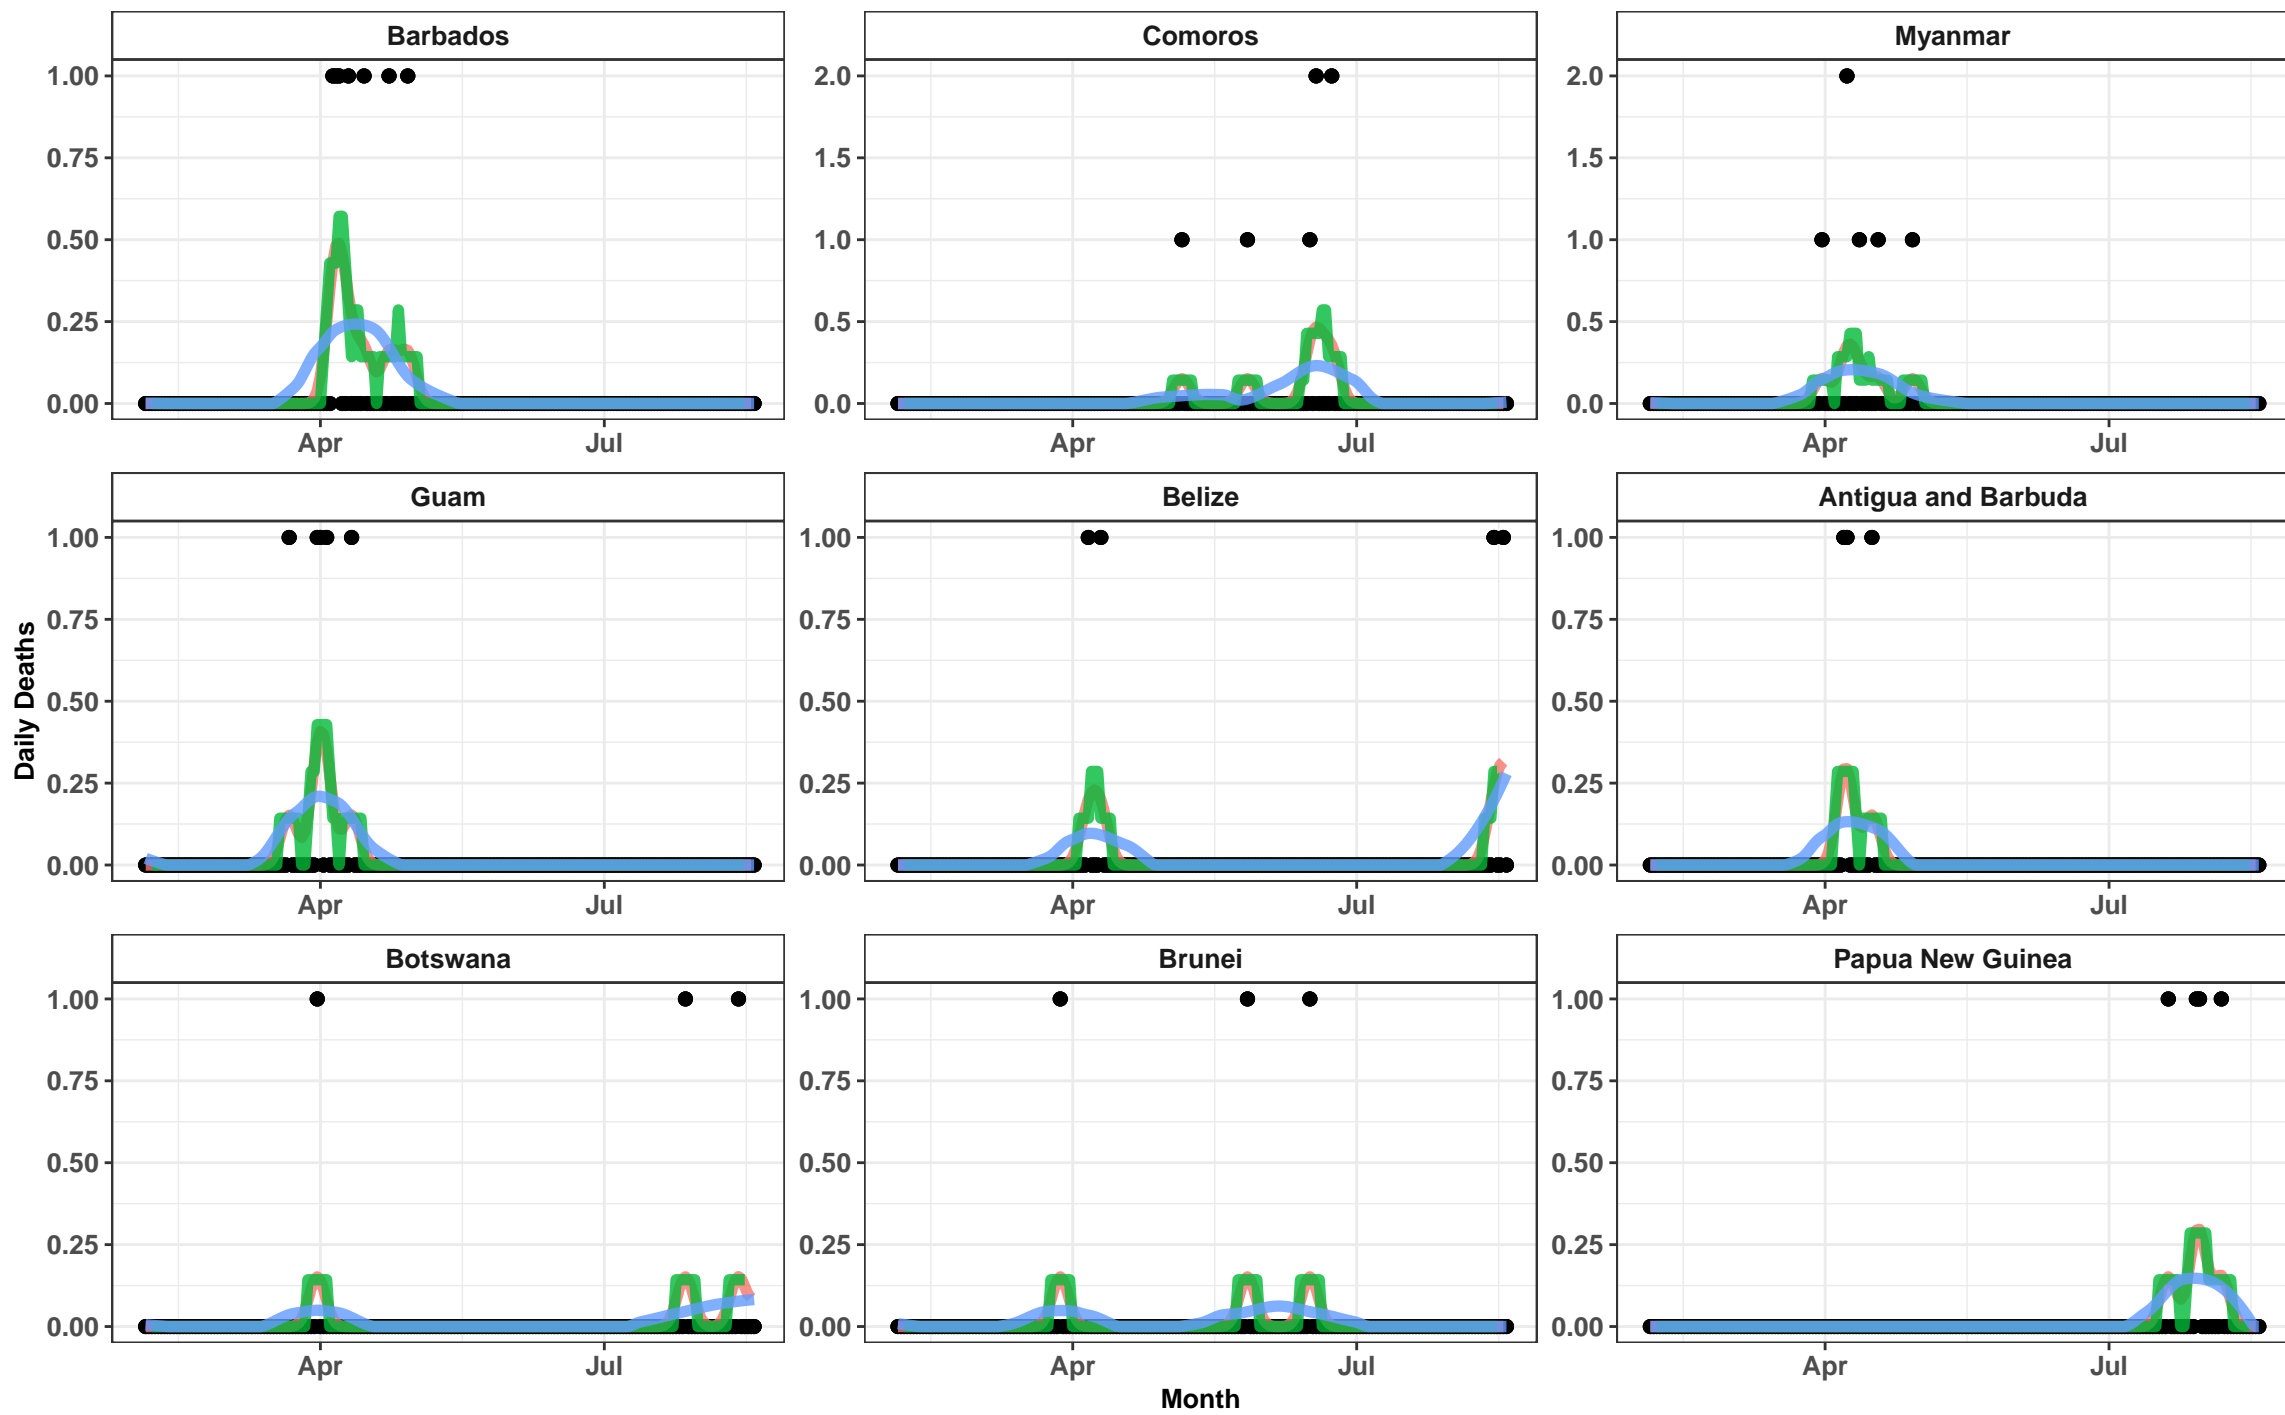 Barbados Comoros Myanmar
1.00 2.0 2.0
0.75 1.5 1.5
0.50 1.0 1.0
0.25 0.5 0.5
0.00 0.0 0.0
Apr Jul Apr Jul Apr Jul
Guam Belize Antigua and Barbuda
1.00 1.00 1.00
0.75 0.75 0.75
0.50 0.50 0.50
0.25 0.25 0.25
0.00 0.00 0.00
Apr Jul Apr Jul Apr Jul
Daily Deaths
Botswana Brunei Papua New Guinea
1.00 1.00 1.00
0.75 0.75 0.75
0.50 0.50 0.50
0.25 0.25 0.25
0.00 0.00 0.00
Apr Jul Apr Jul Apr Jul
Month